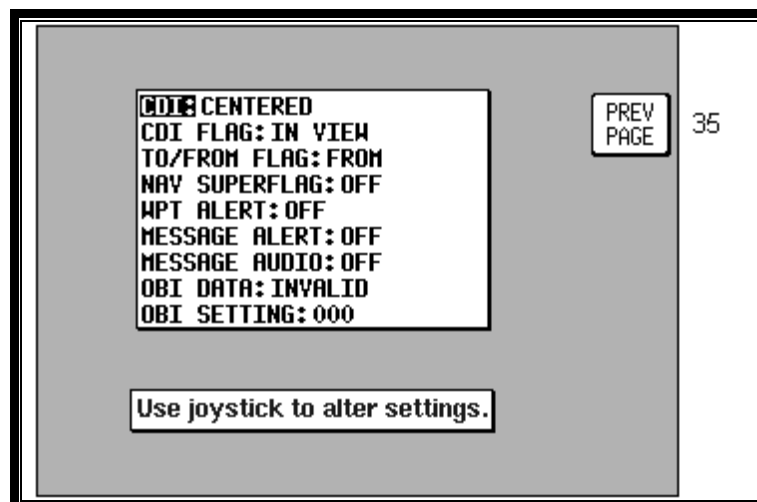 CDI: CENTERED
CDI FLAG: IN VIEW
TO/FROM FLAG: FROM
NAV SUPERFLAG: OFF
WPT ALERT: OFF
MESSAGE ALERT: OFF
MESSAGE AUDIO: OFF
OBI DATA: INVALID
OBI SETTING: 000
PREV
PAGE
35
Use joystick to alter settings.